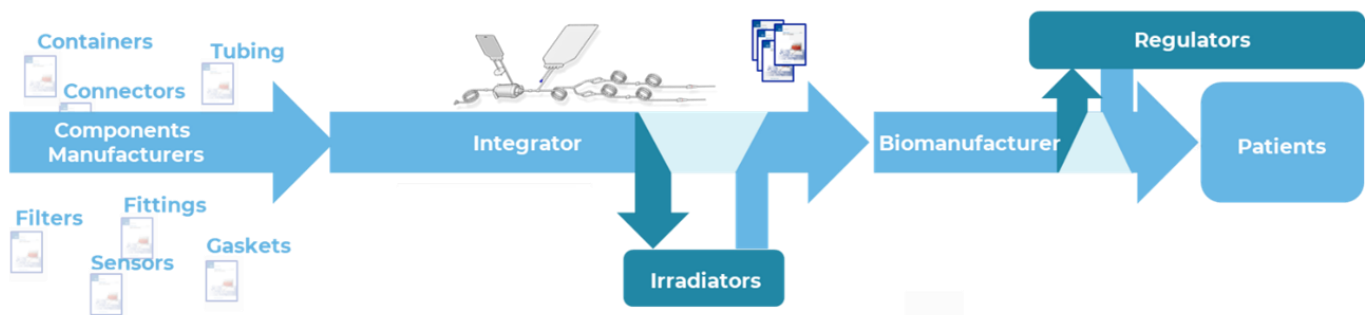 Containers
Tubing
Connectors
Components
Manufacturers
Filters
Fittings
Sensors
Gaskets
Integrator
Irradiators
Biomanufacturer
Regulators
Patients